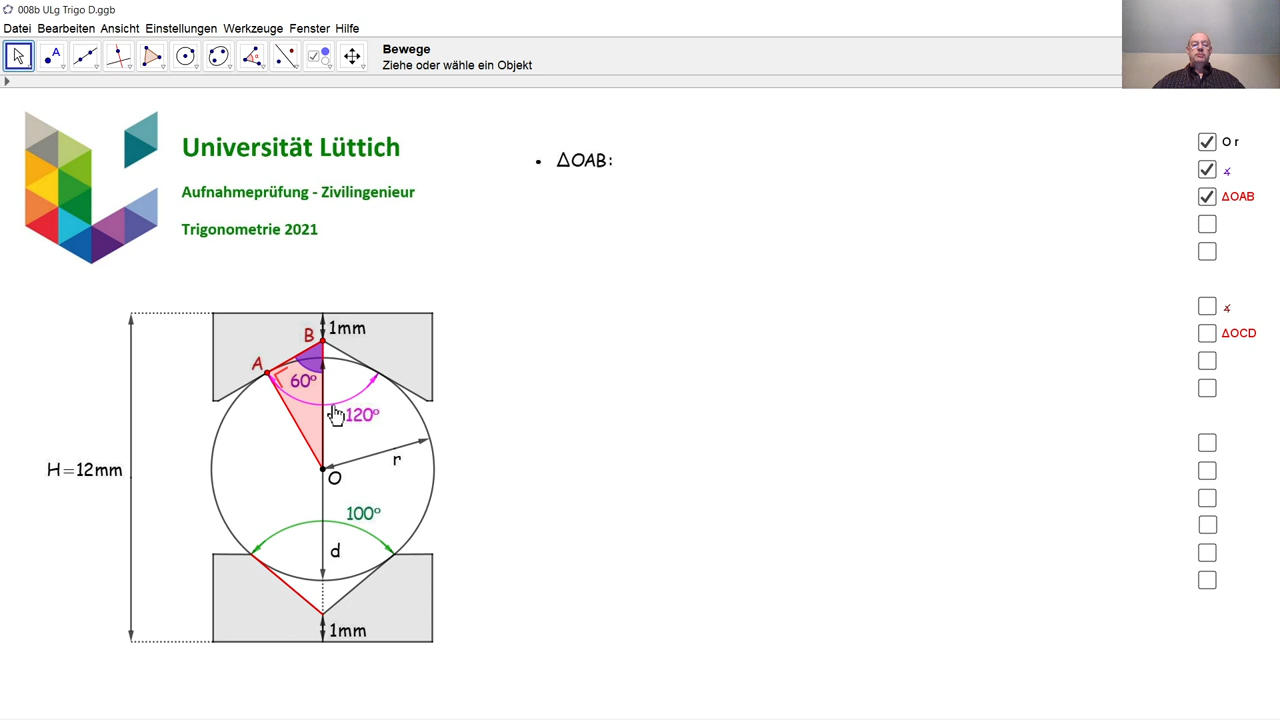 008b ULg Trigo D.ggb
Datei Bearbeiten Ansicht Einstellungen Werkzeuge Fenster Hilfe
A
Bewege
Ziehe oder wähle ein Objekt
Universität Lüttich
Aufnahmeprüfung - Zivilingenieur
Trigonometrie 2021
• ΔOAB:
O r
∡
ΔOAB
∡
ΔOCD
1mm
B
A
60°
120°
H=12mm
r
O
100°
d
1mm